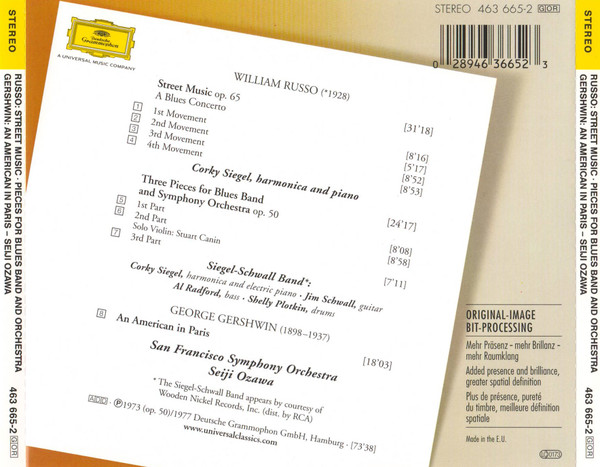 STEREO
RUSSO: STREET MUSIC · PIECES FOR BLUES BAND AND ORCHESTRA
GERSHWIN: AN AMERICAN IN PARIS – SEIJI OZAWA
463 665-2 GOR
Deutsche
Grammophon
A UNIVERSAL MUSIC COMPANY
STEREO 463 665-2 GOR
0 28946 36652 3
WILLIAM RUSSO (*1928)
Street Music op. 65 [31'18]
A Blues Concerto
1 1st Movement [8'16]
2 2nd Movement [5'17]
3 3rd Movement [8'52]
4 4th Movement [8'53]
Corky Siegel, harmonica and piano
Three Pieces for Blues Band
and Symphony Orchestra op. 50 [24'17]
5 1st Part [8'08]
6 2nd Part [8'58]
Solo Violin: Stuart Canin
7 3rd Part [7'11]
Siegel-Schwall Band*:
Corky Siegel, harmonica and electric piano · Jim Schwall, guitar
Al Radford, bass · Shelly Plotkin, drums
GEORGE GERSHWIN (1898–1937)
8 An American in Paris [18'03]
San Francisco Symphony Orchestra
Seiji Ozawa
* The Siegel-Schwall Band appears by courtesy of
Wooden Nickel Records, Inc. (dist. by RCA)
ADD · ℗ 1973 (op. 50)/1977 Deutsche Grammophon GmbH, Hamburg · [73'38]
www.universalclassics.com
ORIGINAL-IMAGE
BIT-PROCESSING
Mehr Präsenz – mehr Brillanz –
mehr Raumklang
Added presence and brilliance,
greater spatial definition
Plus de présence, pureté
du timbre, meilleure définition
spatiale
Made in the E.U.
STEREO
RUSSO: STREET MUSIC · PIECES FOR BLUES BAND AND ORCHESTRA
GERSHWIN: AN AMERICAN IN PARIS – SEIJI OZAWA
463 665-2 GOR